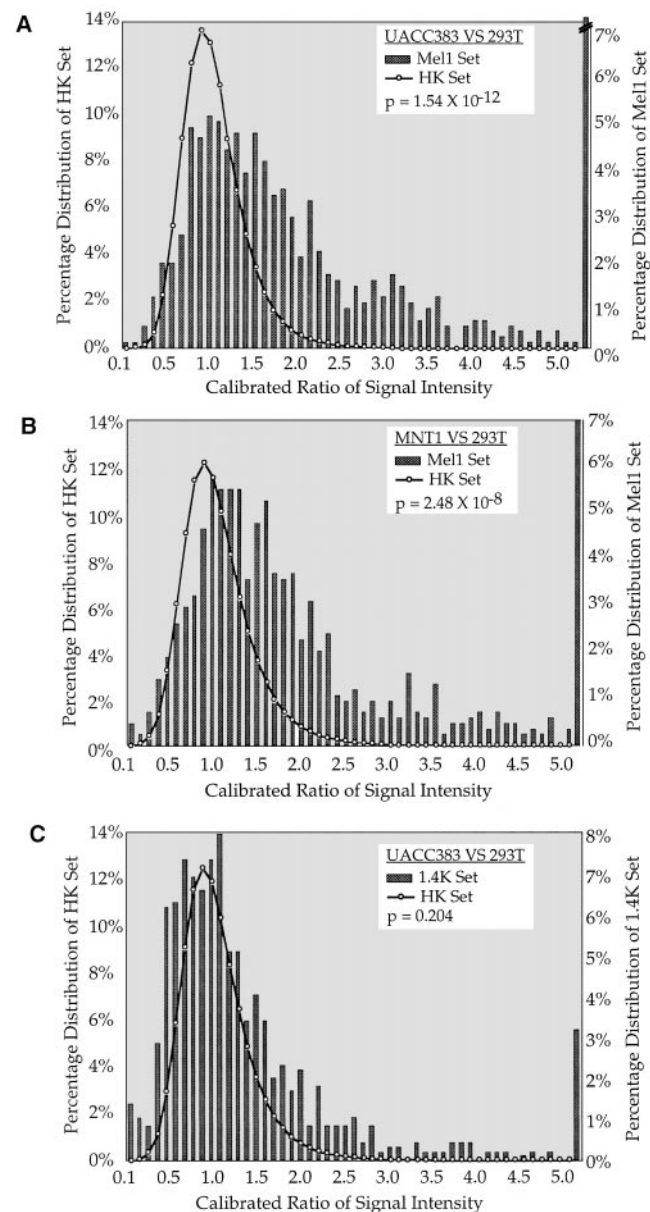 A
UACC383 VS 293T
Mel1 Set
HK Set
p = 1.54 X 10-12
Percentage Distribution of HK Set
14%
12%
10%
8%
6%
4%
2%
0%
7%
6%
5%
4%
3%
2%
1%
0%
Percentage Distribution of Mel1 Set
0.1 0.5 1.0 1.5 2.0 2.5 3.0 3.5 4.0 4.5 5.0
Calibrated Ratio of Signal Intensity
B
MNT1 VS 293T
Mel1 Set
HK Set
p = 2.48 X 10-8
Percentage Distribution of HK Set
14%
12%
10%
8%
6%
4%
2%
0%
7%
6%
5%
4%
3%
2%
1%
0%
Percentage Distribution of Mel1 Set
0.1 0.5 1.0 1.5 2.0 2.5 3.0 3.5 4.0 4.5 5.0
Calibrated Ratio of Signal Intensity
C
UACC383 VS 293T
1.4K Set
HK Set
p = 0.204
Percentage Distribution of HK Set
14%
12%
10%
8%
6%
4%
2%
0%
8%
7%
6%
5%
4%
3%
2%
1%
0%
Percentage Distribution of 1.4K Set
0.1 0.5 1.0 1.5 2.0 2.5 3.0 3.5 4.0 4.5 5.0
Calibrated Ratio of Signal Intensity